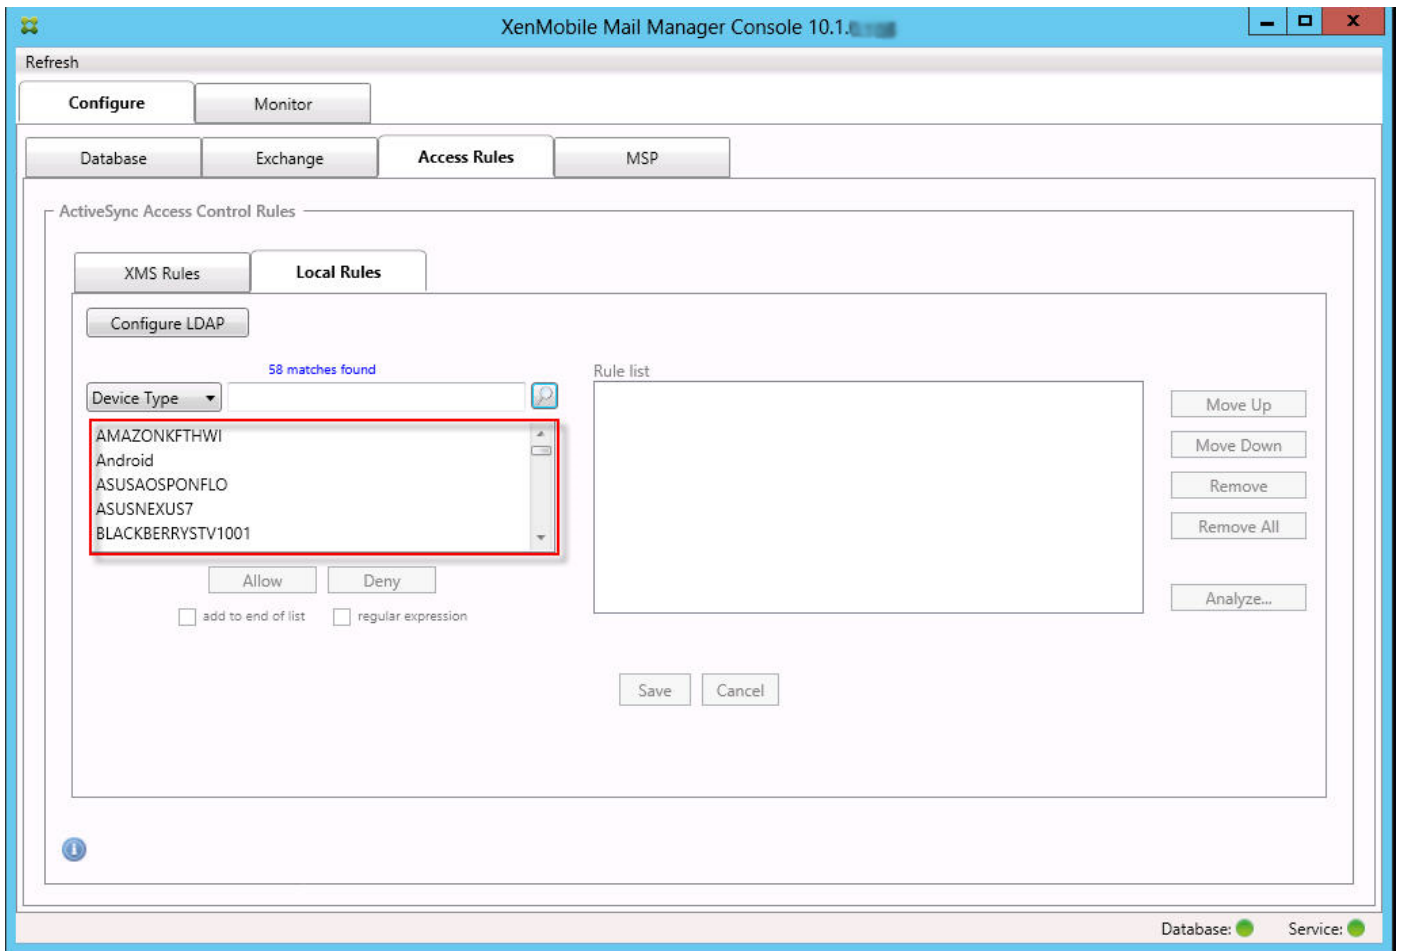 XenMobile Mail Manager Console 10.1.
Refresh
Configure
Monitor
Database
Exchange
Access Rules
MSP
ActiveSync Access Control Rules
XMS Rules
Local Rules
Configure LDAP
58 matches found
Device Type
Rule list
AMAZONKFTHWI
Android
ASUSAOSPONFLO
ASUSNEXUS7
BLACKBERRYSTV1001
Move Up
Move Down
Remove
Remove All
Allow
Deny
add to end of list
regular expression
Analyze...
Save
Cancel
Database:
Service: